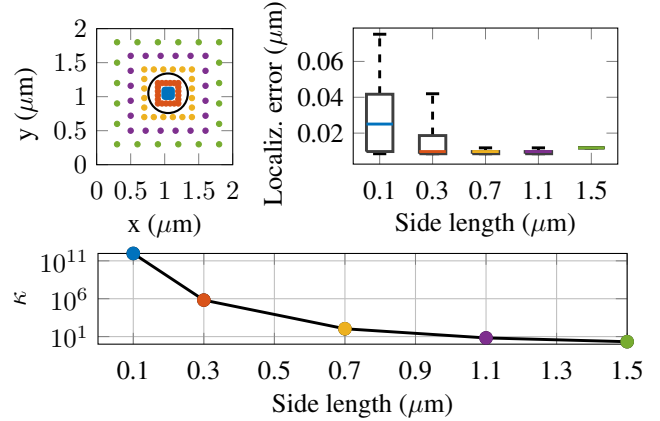 2
1.5
1
0.5
0
y (μm)
0 0.5 1 1.5 2
x (μm)
0.06
0.04
0.02
Localiz. error (μm)
0.1 0.3 0.7 1.1 1.5
Side length (μm)
10^11
10^6
10^1
κ
0.1 0.3 0.5 0.7 0.9 1.1 1.3 1.5
Side length (μm)